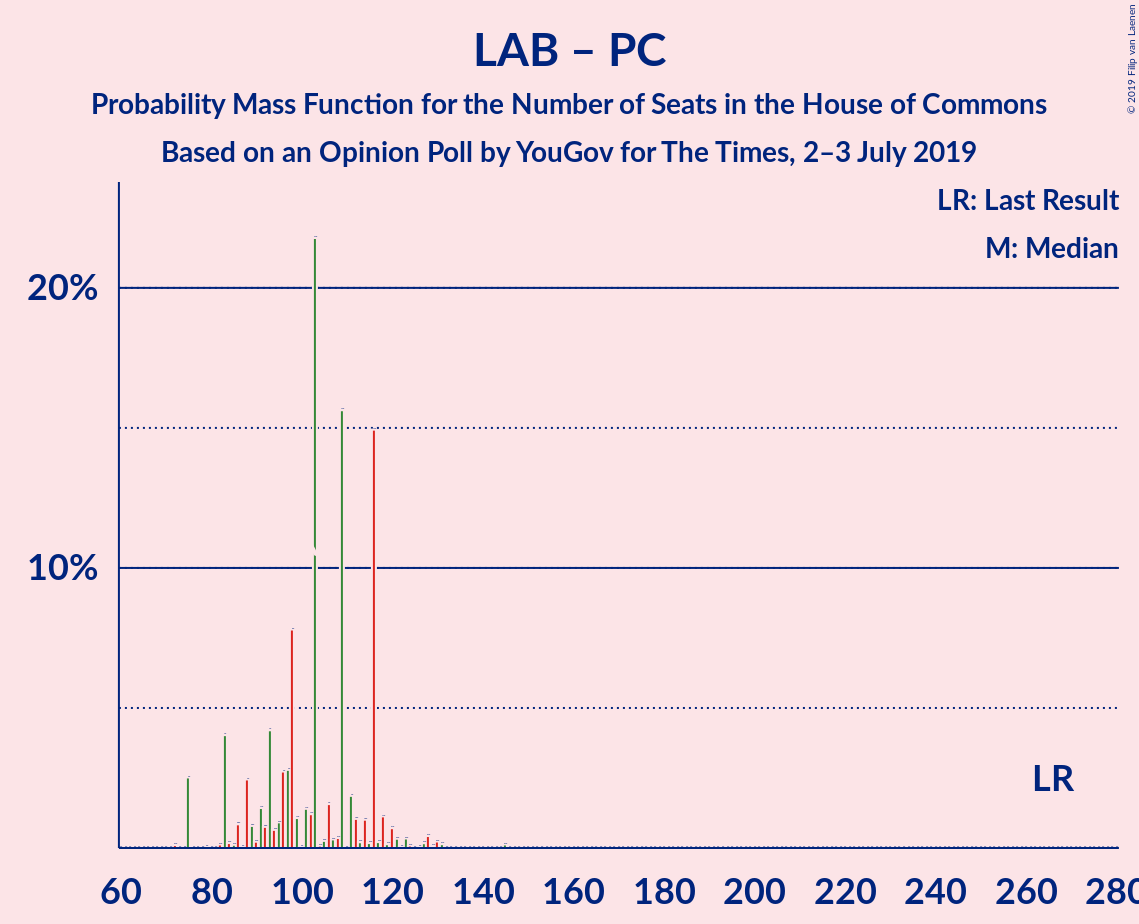 © 2019 Filip van Laenen
LAB – PC
Probability Mass Function for the Number of Seats in the House of Commons
Based on an Opinion Poll by YouGov for The Times, 2–3 July 2019
LR: Last Result
M: Median
20%
10%
LR
60 80 100 120 140 160 180 200 220 240 260 280